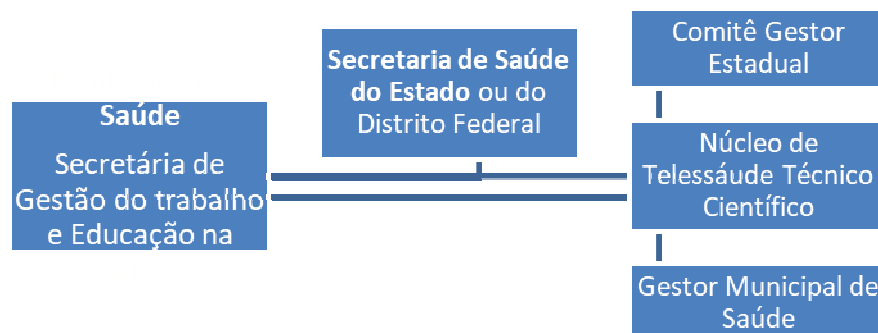 Saúde
Secretária de
Gestão do trabalho
e Educação na
Secretaria de Saúde
do Estado ou do
Distrito Federal
Comitê Gestor
Estadual
Núcleo de
Telessáude Técnico
Científico
Gestor Municipal de
Saúde